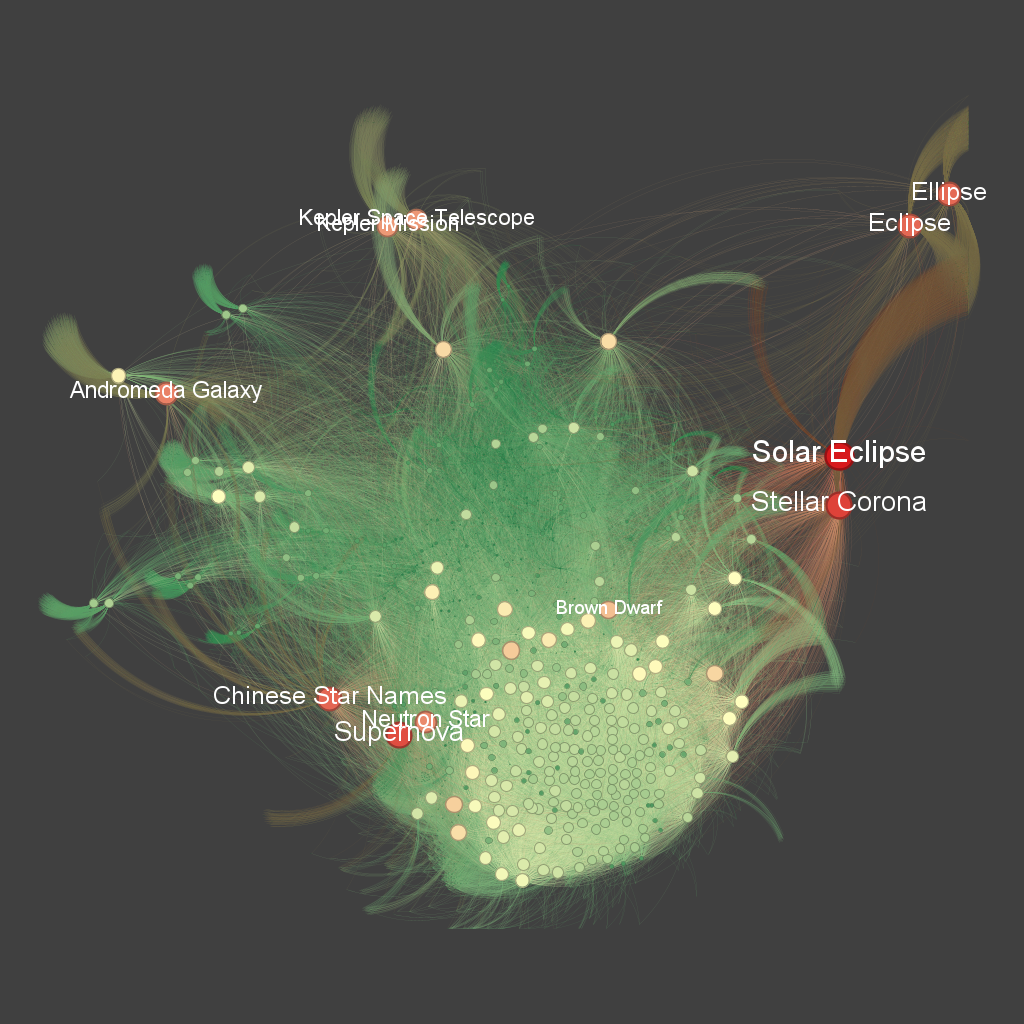 Ellipse
Kepler Space Telescope
Kepler Mission
Eclipse
Andromeda Galaxy
Solar Eclipse
Stellar Corona
Brown Dwarf
Chinese Star Names
Neutron Star
Supernova